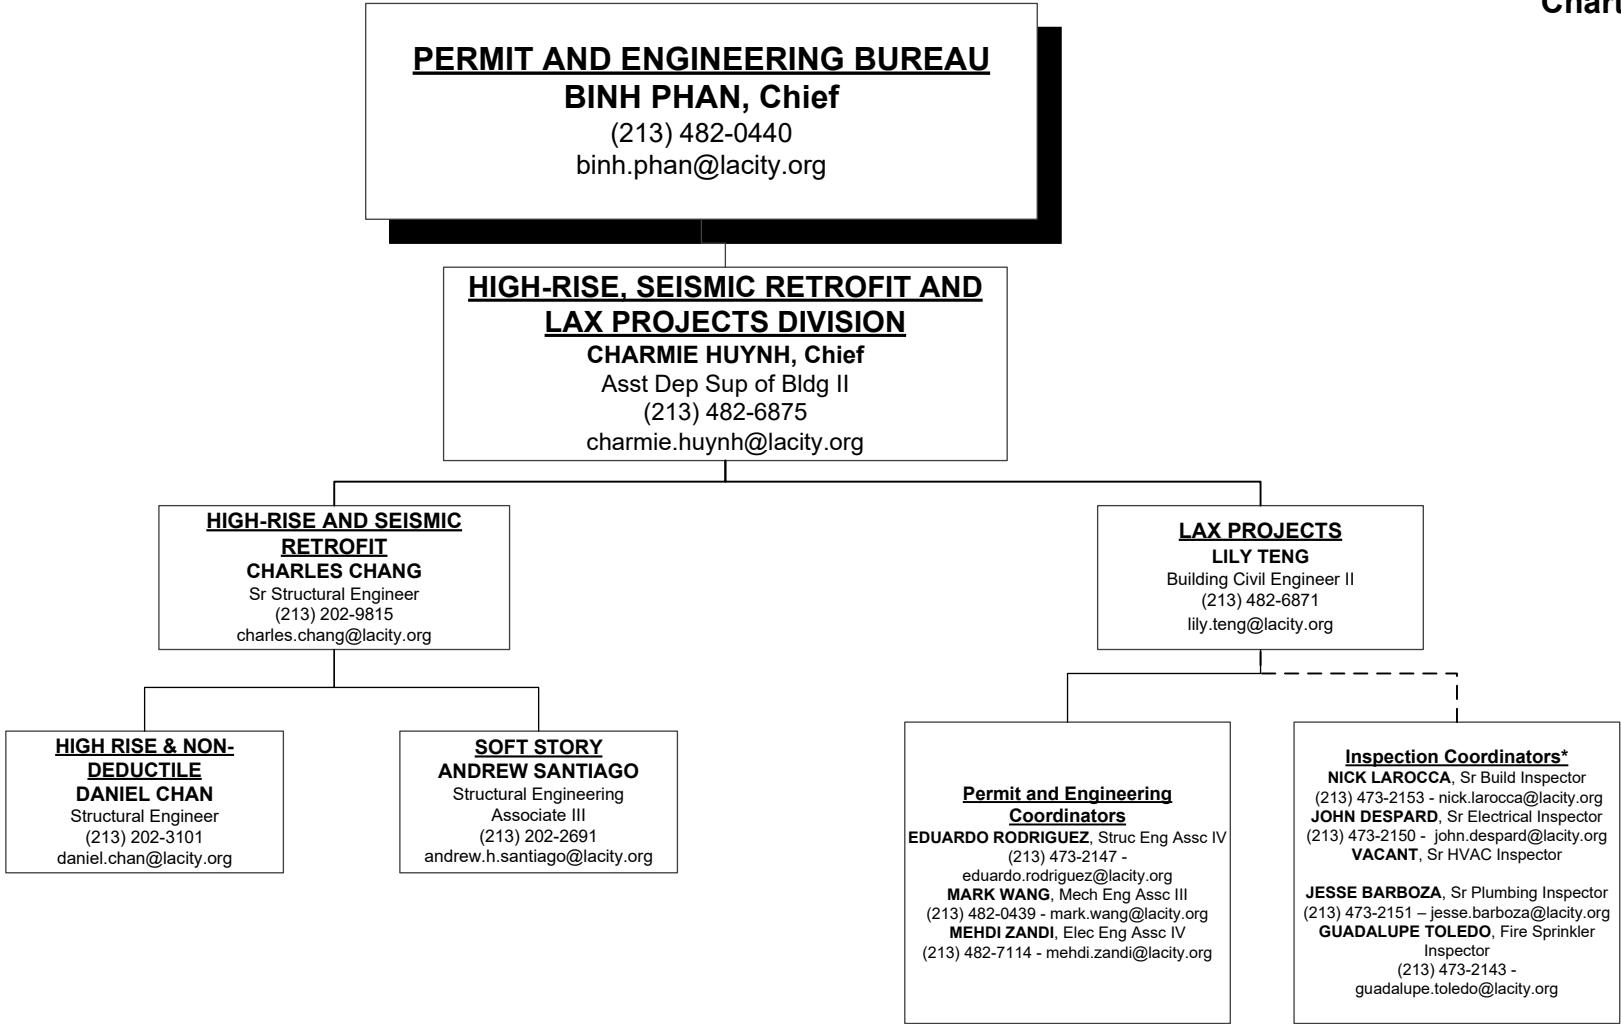 Chart
PERMIT AND ENGINEERING BUREAU
BINH PHAN, Chief
(213) 482-0440
binh.phan@lacity.org
HIGH-RISE, SEISMIC RETROFIT AND
LAX PROJECTS DIVISION
CHARMIE HUYNH, Chief
Asst Dep Sup of Bldg II
(213) 482-6875
charmie.huynh@lacity.org
HIGH-RISE AND SEISMIC
RETROFIT
CHARLES CHANG
Sr Structural Engineer
(213) 202-9815
charles.chang@lacity.org
LAX PROJECTS
LILY TENG
Building Civil Engineer II
(213) 482-6871
lily.teng@lacity.org
HIGH RISE & NON-
DEDUCTILE
DANIEL CHAN
Structural Engineer
(213) 202-3101
daniel.chan@lacity.org
SOFT STORY
ANDREW SANTIAGO
Structural Engineering
Associate III
(213) 202-2691
andrew.h.santiago@lacity.org
Permit and Engineering
Coordinators
EDUARDO RODRIGUEZ, Struc Eng Assc IV
(213) 473-2147 -
eduardo.rodriguez@lacity.org
MARK WANG, Mech Eng Assc III
(213) 482-0439 - mark.wang@lacity.org
MEHDI ZANDI, Elec Eng Assc IV
(213) 482-7114 - mehdi.zandi@lacity.org
Inspection Coordinators*
NICK LAROCCA, Sr Build Inspector
(213) 473-2153 - nick.larocca@lacity.org
JOHN DESPARD, Sr Electrical Inspector
(213) 473-2150 - john.despard@lacity.org
VACANT, Sr HVAC Inspector
JESSE BARBOZA, Sr Plumbing Inspector
(213) 473-2151 – jesse.barboza@lacity.org
GUADALUPE TOLEDO, Fire Sprinkler
Inspector
(213) 473-2143 -
guadalupe.toledo@lacity.org